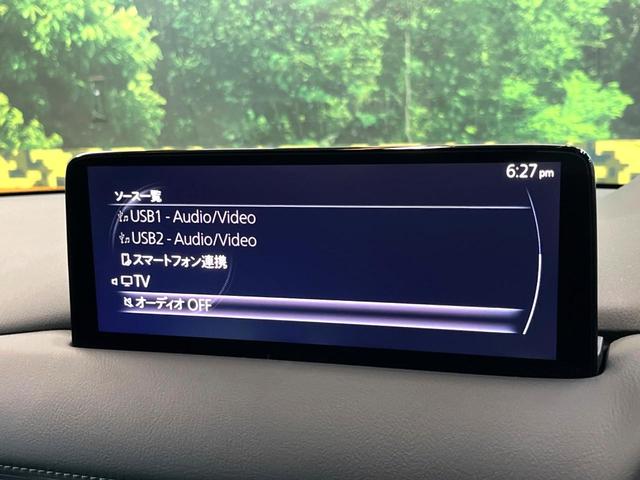 6:27 pm
ソース一覧
USB1 - Audio/Video
USB2 - Audio/Video
スマートフォン連携
TV
オーディオ OFF